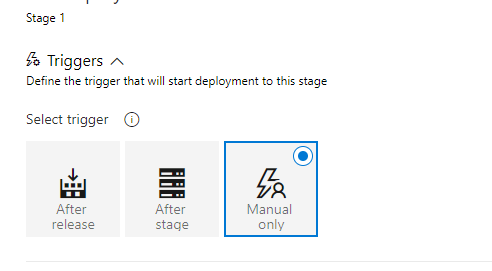 Stage 1
Triggers
Define the trigger that will start deployment to this stage
Select trigger
After
release
After
stage
Manual
only